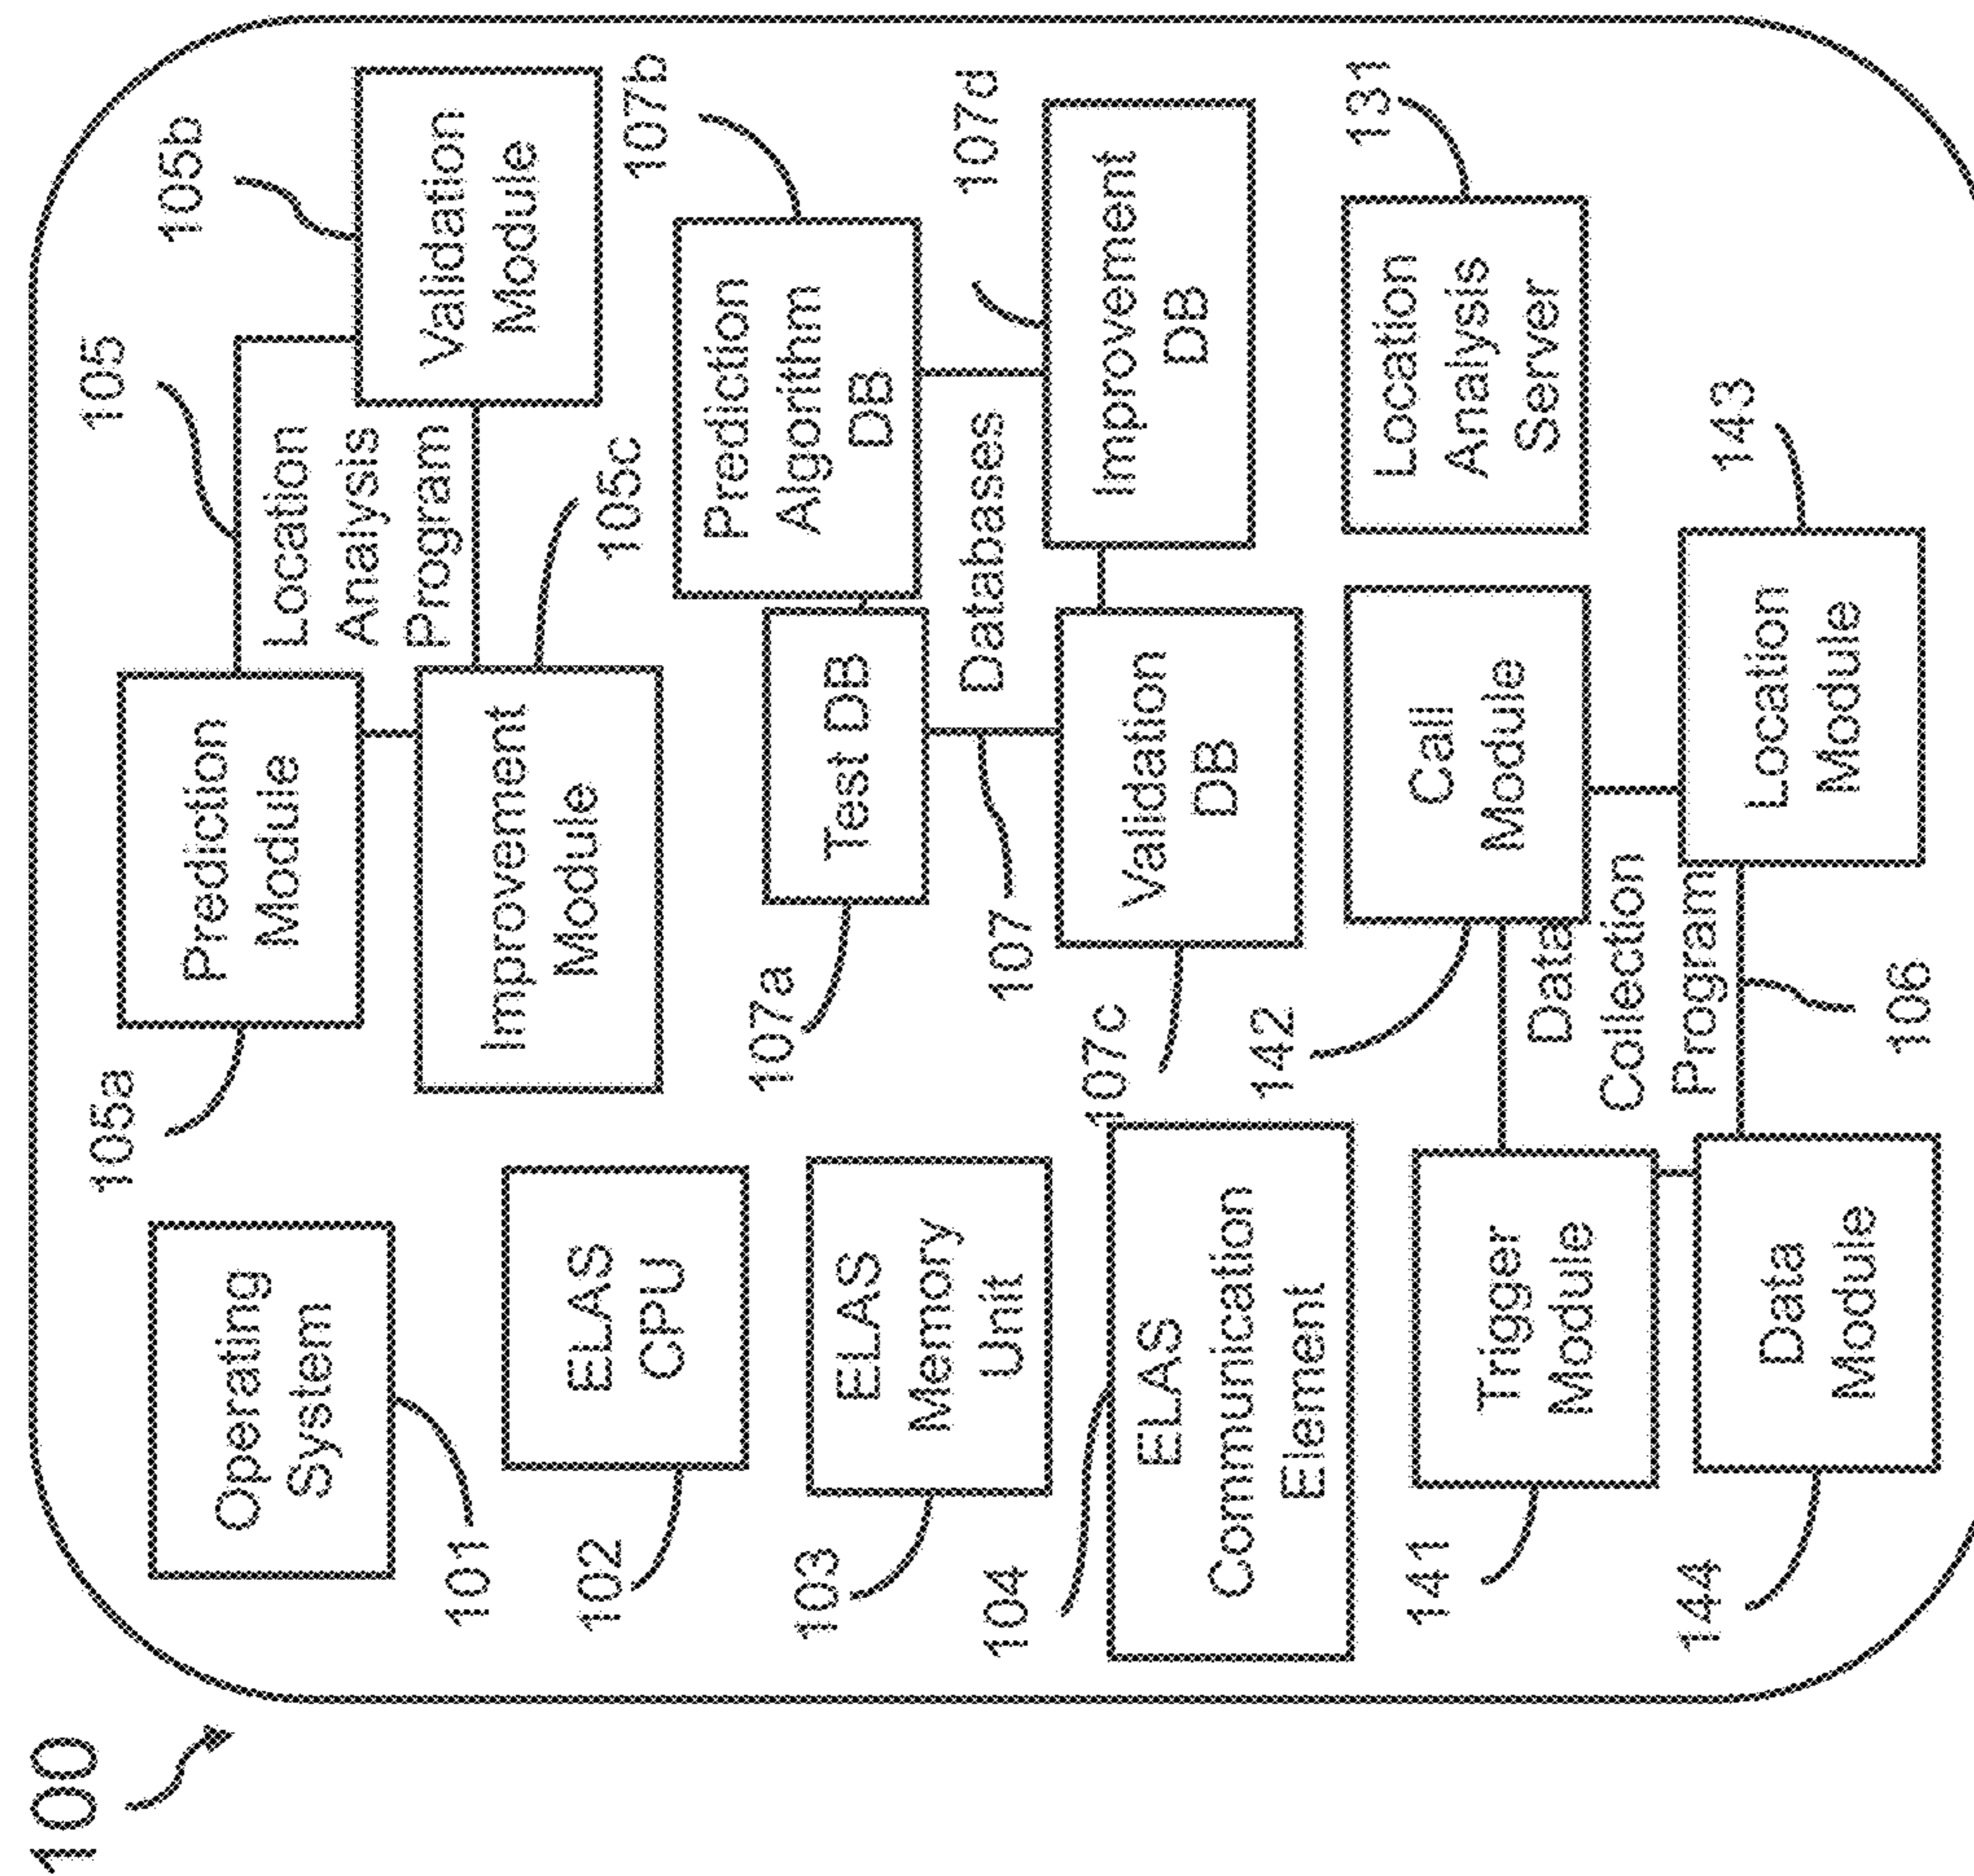 100
Operating
System
101
ELAS
CPU
102
ELAS
Memory
Unit
103
ELAS
Communication
Element
104
Trigger
Module
141
Data
Module
144
105a
Prediction
Module
Improvement
Module
105c
Location
Analysis
Program
105
Validation
Module
105b
107a
Test DB
Prediction
Algorithm
DB
107b
Databases
107
Validation
DB
107c
Improvement
DB
107d
142
Call
Module
Data
Collection
Program
106
Location
Module
143
Location
Analysis
Server
131